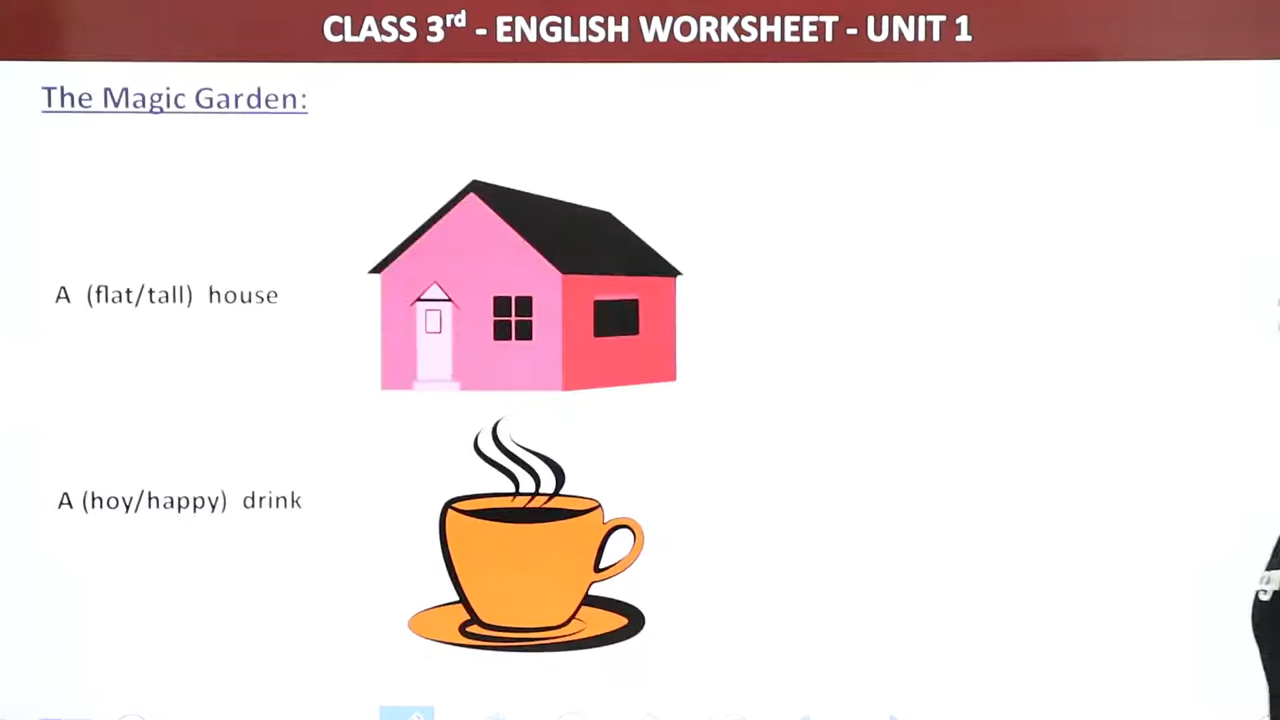 CLASS 3rd - ENGLISH WORKSHEET - UNIT 1
The Magic Garden:
A (flat/tall) house
A (hoy/happy) drink